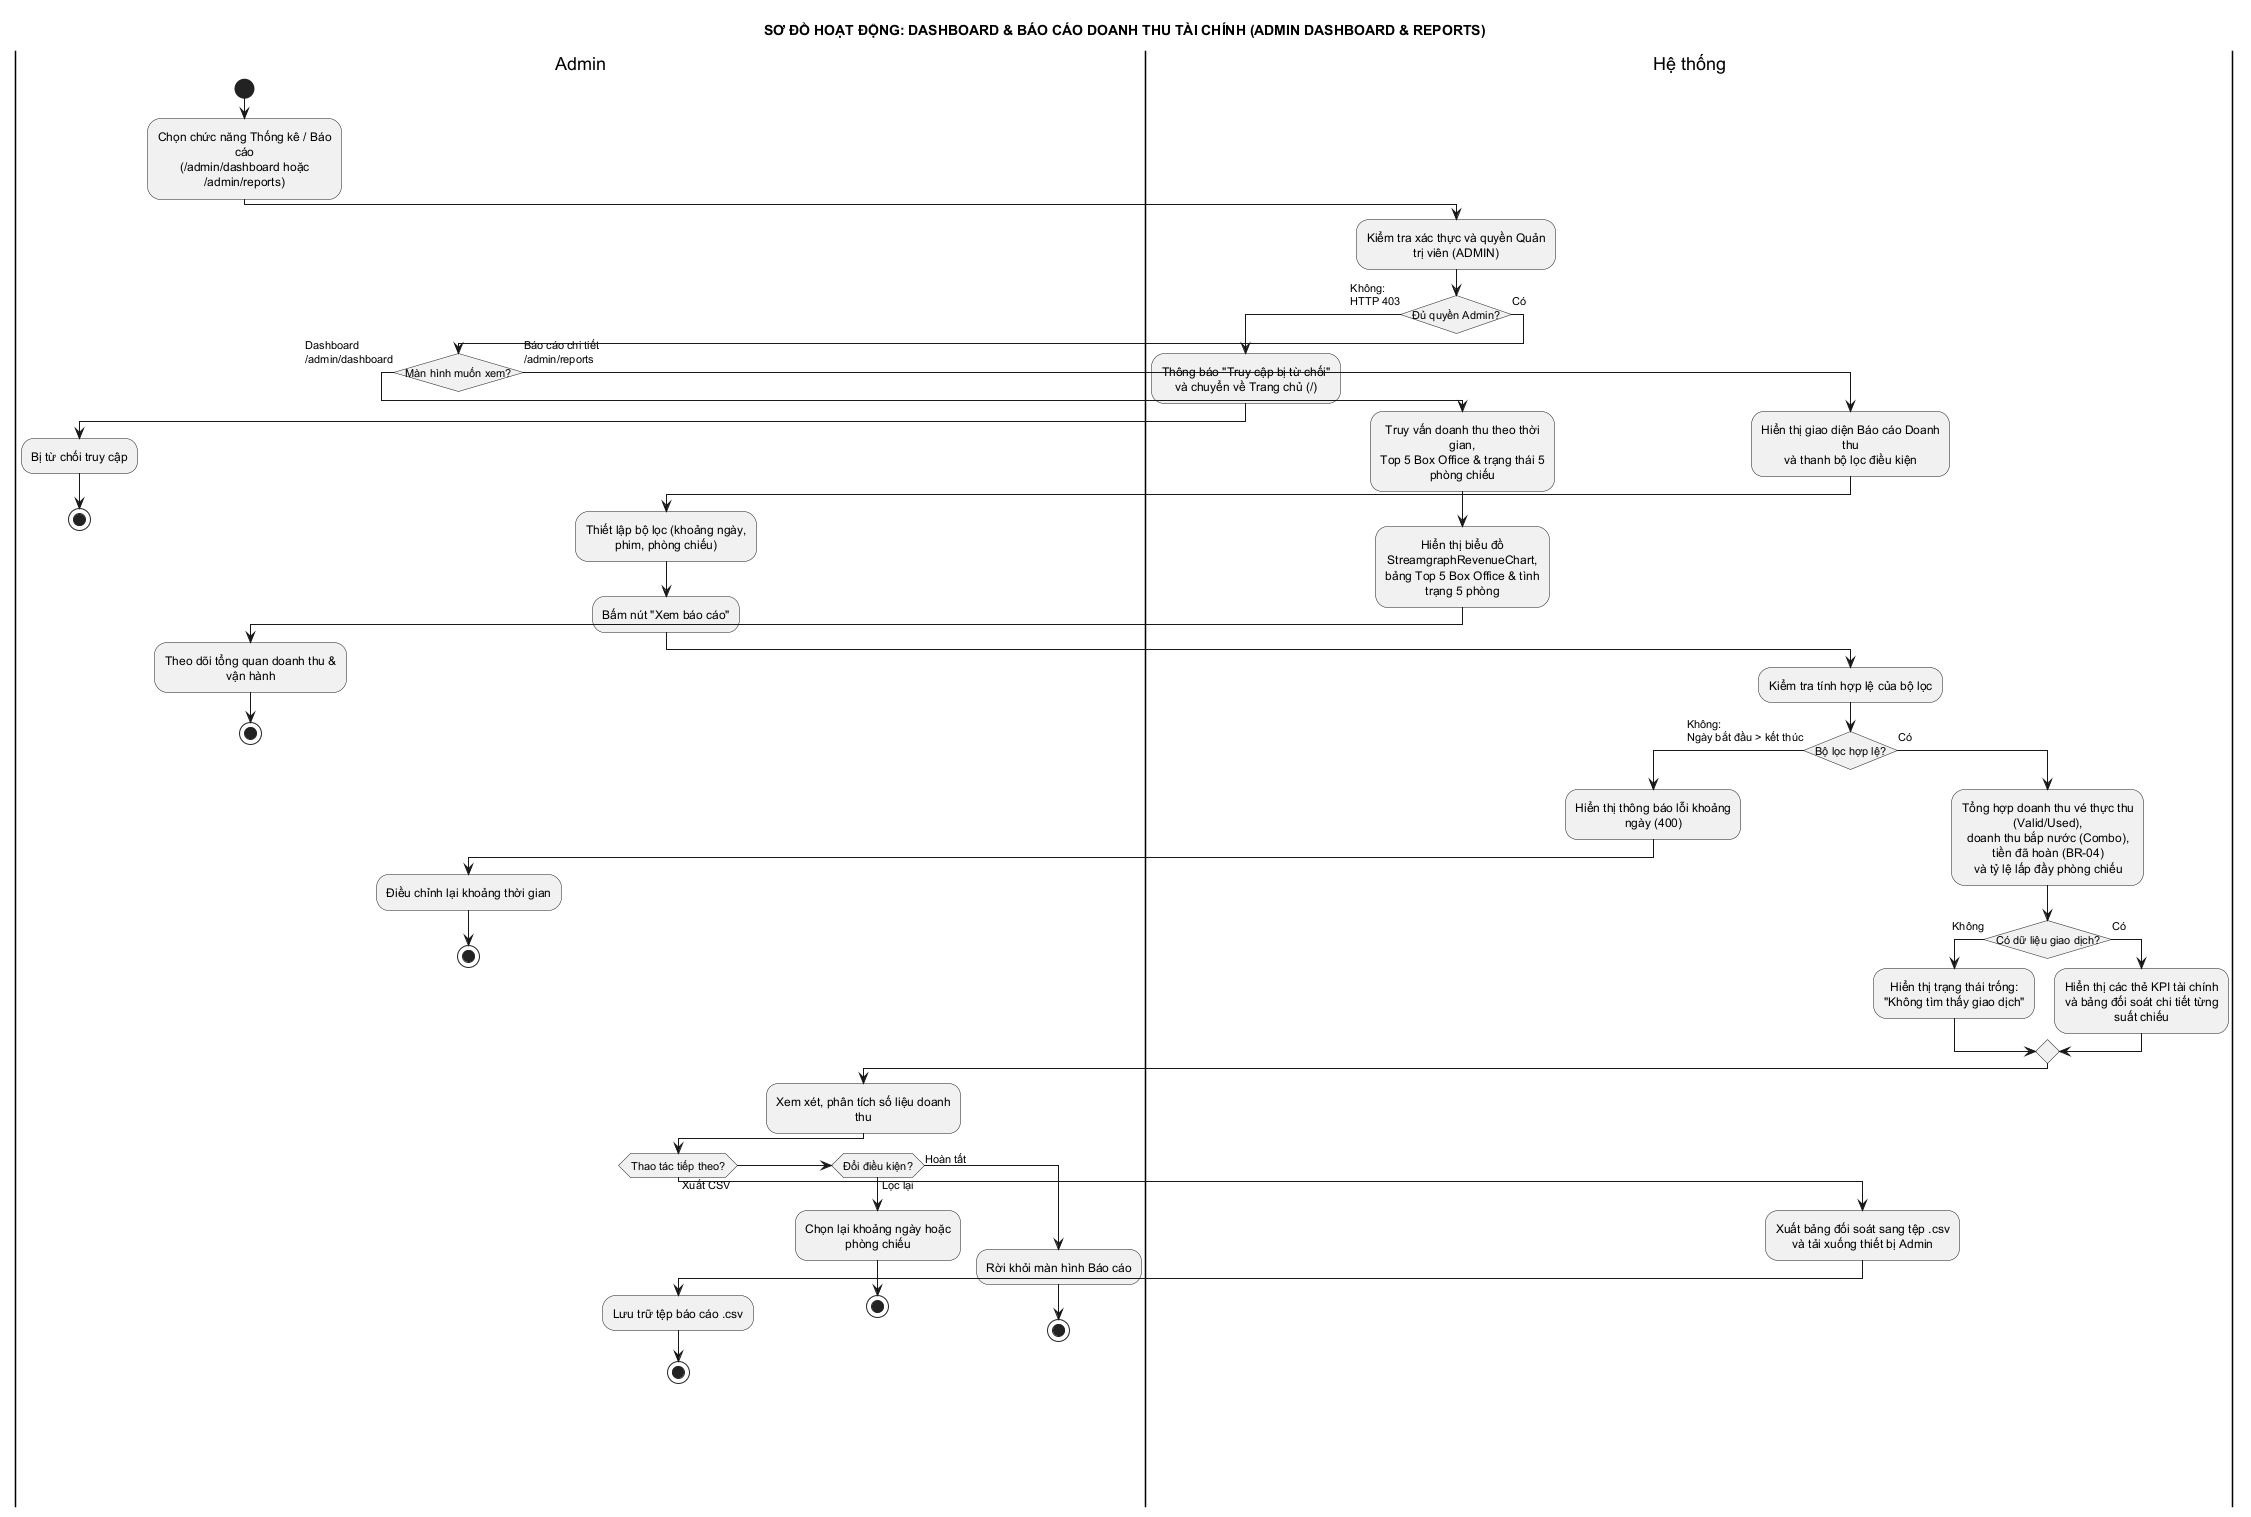 SƠ ĐỒ HOẠT ĐỘNG: DASHBOARD & BÁO CÁO DOANH THU TÀI CHÍNH (ADMIN DASHBOARD & REPORTS)
Admin
Hệ thống
Chọn chức năng Thống kê / Báo
cáo
(/admin/dashboard hoặc
/admin/reports)
Kiểm tra xác thực và quyền Quản
trị viên (ADMIN)
Không:
HTTP 403
Đủ quyền Admin?
Có
Dashboard
/admin/dashboard
Màn hình muốn xem?
Báo cáo chi tiết
/admin/reports
Thông báo "Truy cập bị từ chối"
và chuyển về Trang chủ (/)
Bị từ chối truy cập
Truy vấn doanh thu theo thời
gian,
Top 5 Box Office & trạng thái 5
phòng chiếu
Hiển thị giao diện Báo cáo Doanh
thu
và thanh bộ lọc điều kiện
Thiết lập bộ lọc (khoảng ngày,
phim, phòng chiếu)
Hiển thị biểu đồ
StreamgraphRevenueChart,
bảng Top 5 Box Office & tình
trạng 5 phòng
Bấm nút "Xem báo cáo"
Theo dõi tổng quan doanh thu &
vận hành
Kiểm tra tính hợp lệ của bộ lọc
Không:
Ngày bắt đầu > kết thúc
Bộ lọc hợp lệ?
Có
Hiển thị thông báo lỗi khoảng
ngày (400)
Tổng hợp doanh thu vé thực thu
(Valid/Used),
doanh thu bắp nước (Combo),
tiền đã hoàn (BR-04)
và tỷ lệ lấp đầy phòng chiếu
Điều chỉnh lại khoảng thời gian
Không
Có dữ liệu giao dịch?
Có
Hiển thị trạng thái trống:
"Không tìm thấy giao dịch"
Hiển thị các thẻ KPI tài chính
và bảng đối soát chi tiết từng
suất chiếu
Xem xét, phân tích số liệu doanh
thu
Thao tác tiếp theo?
Đổi điều kiện?
Hoàn tất
Xuất CSV
Lọc lại
Chọn lại khoảng ngày hoặc
phòng chiếu
Xuất bảng đối soát sang tệp .csv
và tải xuống thiết bị Admin
Rời khỏi màn hình Báo cáo
Lưu trữ tệp báo cáo .csv